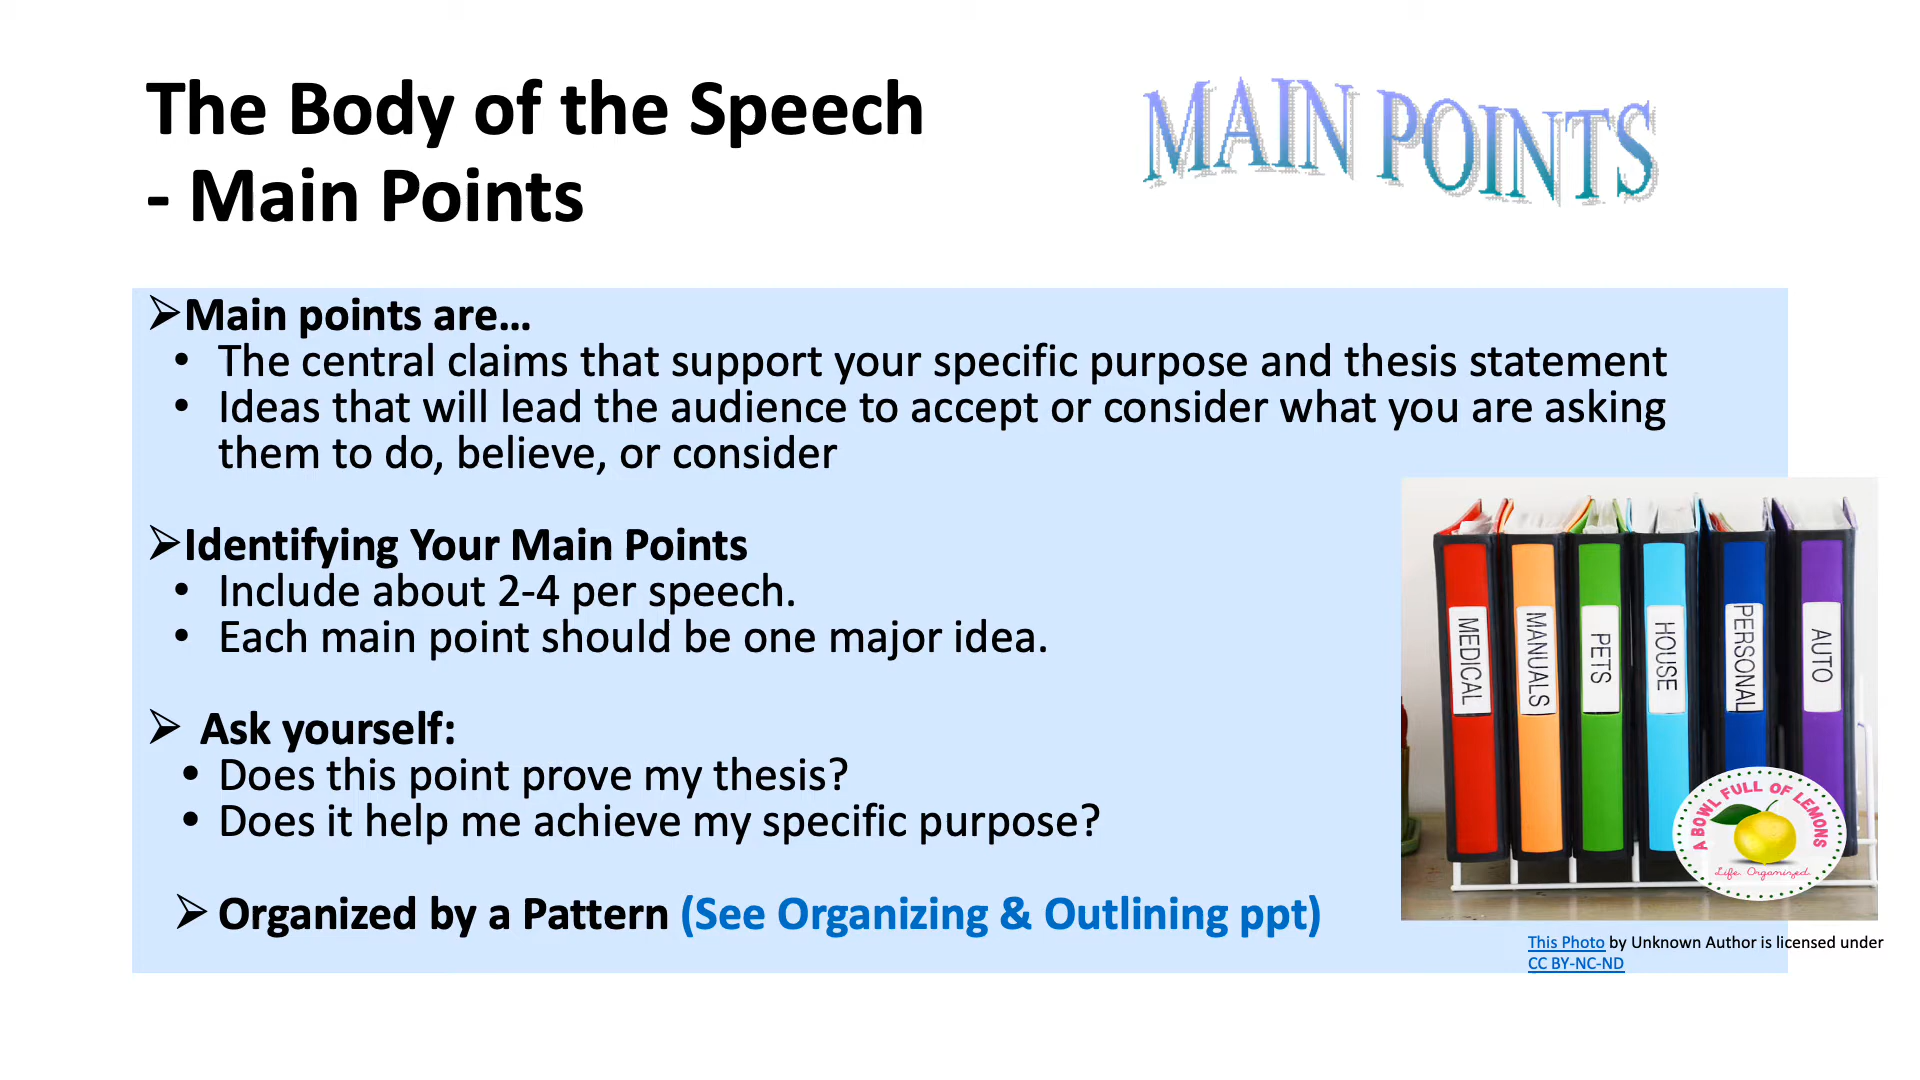 The Body of the Speech
- Main Points
MAIN POINTS
➢Main points are…
• The central claims that support your specific purpose and thesis statement
• Ideas that will lead the audience to accept or consider what you are asking
them to do, believe, or consider
➢Identifying Your Main Points
• Include about 2-4 per speech.
• Each main point should be one major idea.
➢ Ask yourself:
• Does this point prove my thesis?
• Does it help me achieve my specific purpose?
➢ Organized by a Pattern (See Organizing & Outlining ppt)
MEDICAL
MANUALS
PETS
HOUSE
PERSONAL
AUTO
A BOWL FULL OF LEMONS
Life. Organized.
This Photo by Unknown Author is licensed under
CC BY-NC-ND